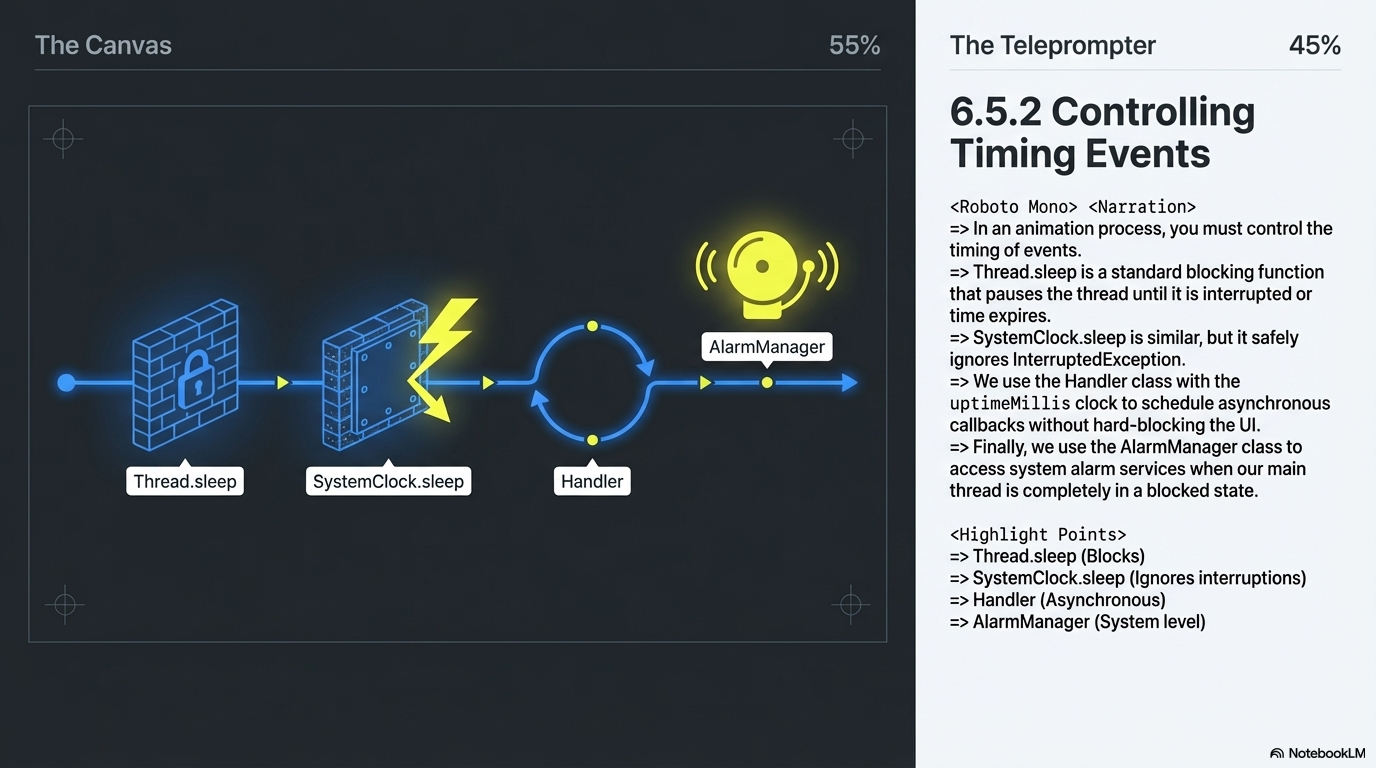 The Canvas 55%
AlarmManager
Thread.sleep
SystemClock.sleep
Handler
The Teleprompter 45%
6.5.2 Controlling
Timing Events
<Roboto Mono> <Narration>
=> In an animation process, you must control the
timing of events.
=> Thread.sleep is a standard blocking function
that pauses the thread until it is interrupted or
time expires.
=> SystemClock.sleep is similar, but it safely
ignores InterruptedException.
=> We use the Handler class with the
uptimeMillis clock to schedule asynchronous
callbacks without hard-blocking the UI.
=> Finally, we use the AlarmManager class to
access system alarm services when our main
thread is completely in a blocked state.
<Highlight Points>
=> Thread.sleep (Blocks)
=> SystemClock.sleep (Ignores interruptions)
=> Handler (Asynchronous)
=> AlarmManager (System level)
NotebookLM